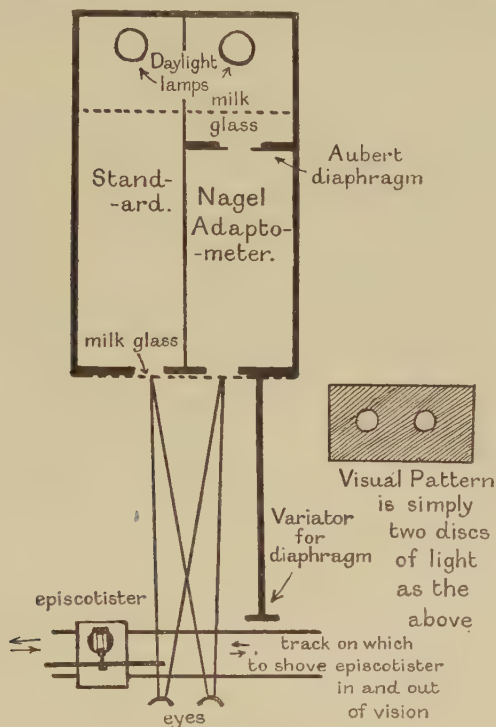 Daylight
lamps
milk
glass
Aubert
diaphragm
Stand-
-ard.
Nagel
Adapto-
-meter.
milk glass
Visual Pattern
is simply
two discs
of light
as the
above
Variator
for
diaphragm
episcotister
track on which
to shove episcotister
in and out
of vision
eyes